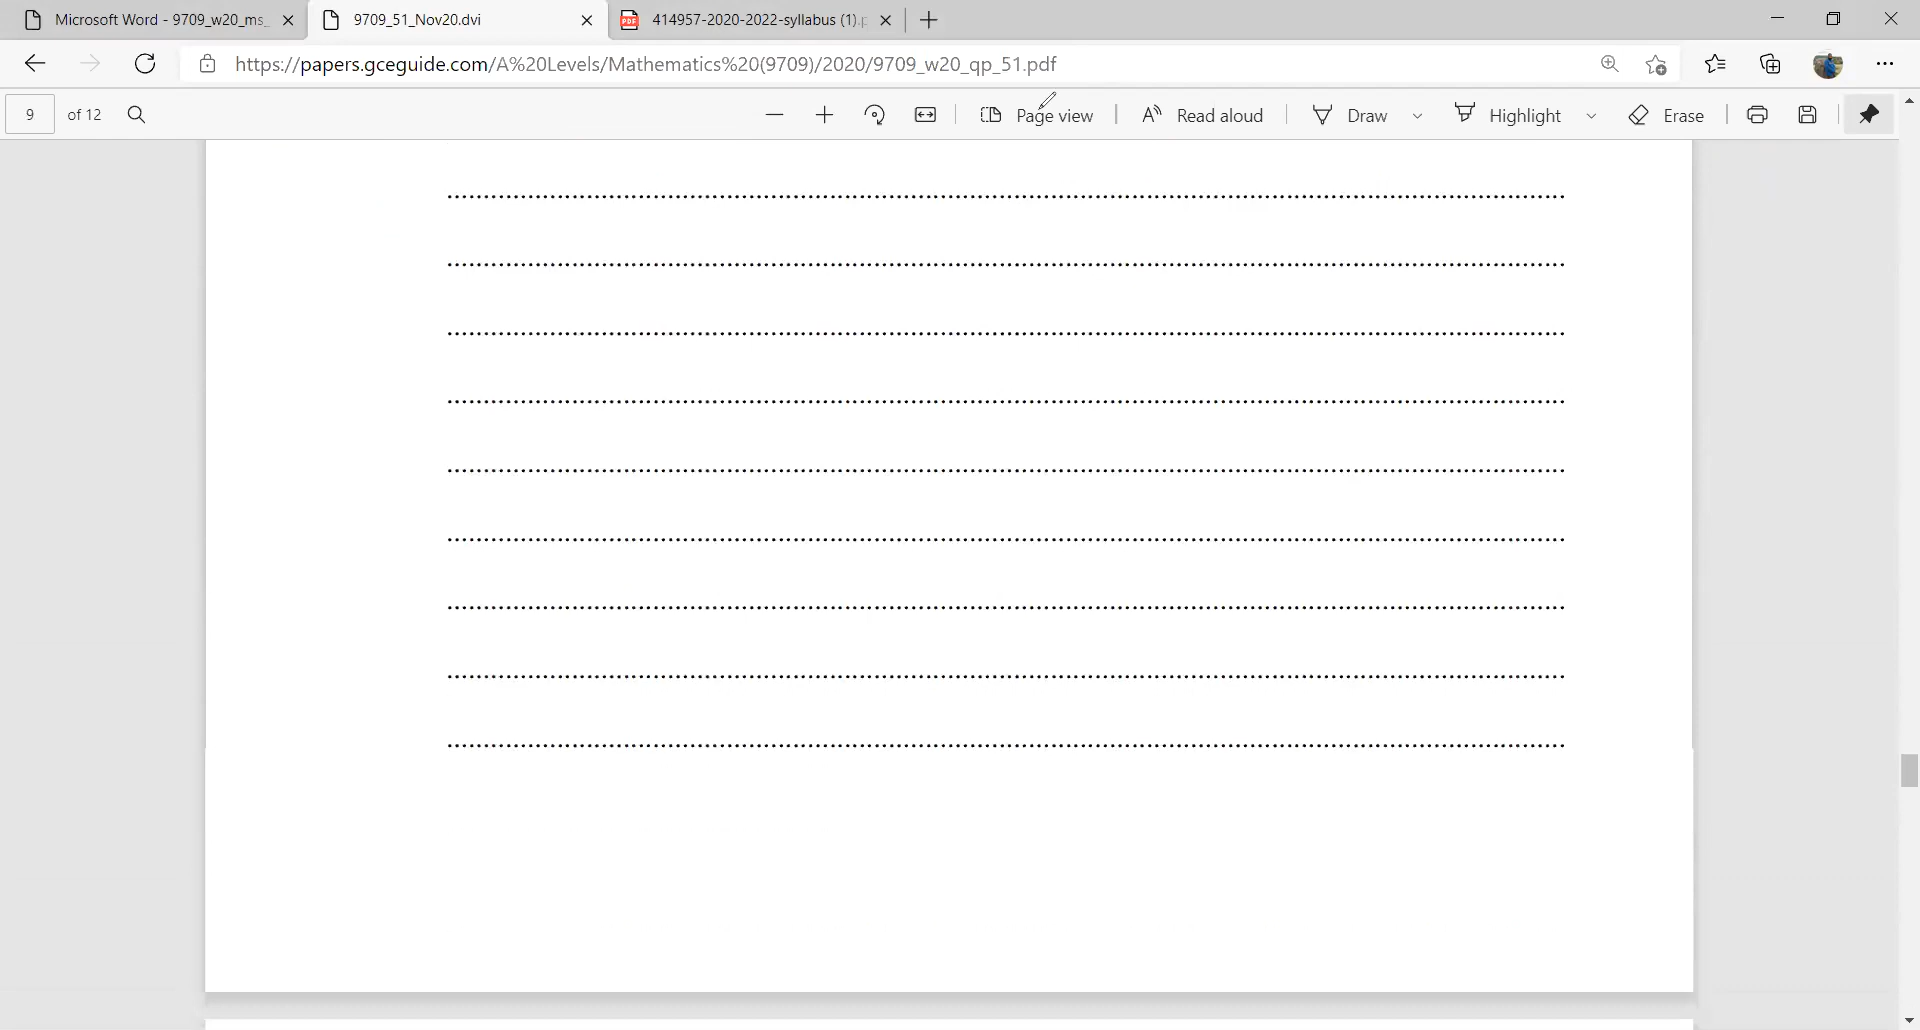 Microsoft Word - 9709_w20_ms_
9709_51_Nov20.dvi
PDF
414957-2020-2022-syllabus (1).p
https://papers.gceguide.com/A%20Levels/Mathematics%20(9709)/2020/9709_w20_qp_51.pdf
9 of 12
Page view
Read aloud
Draw
Highlight
Erase